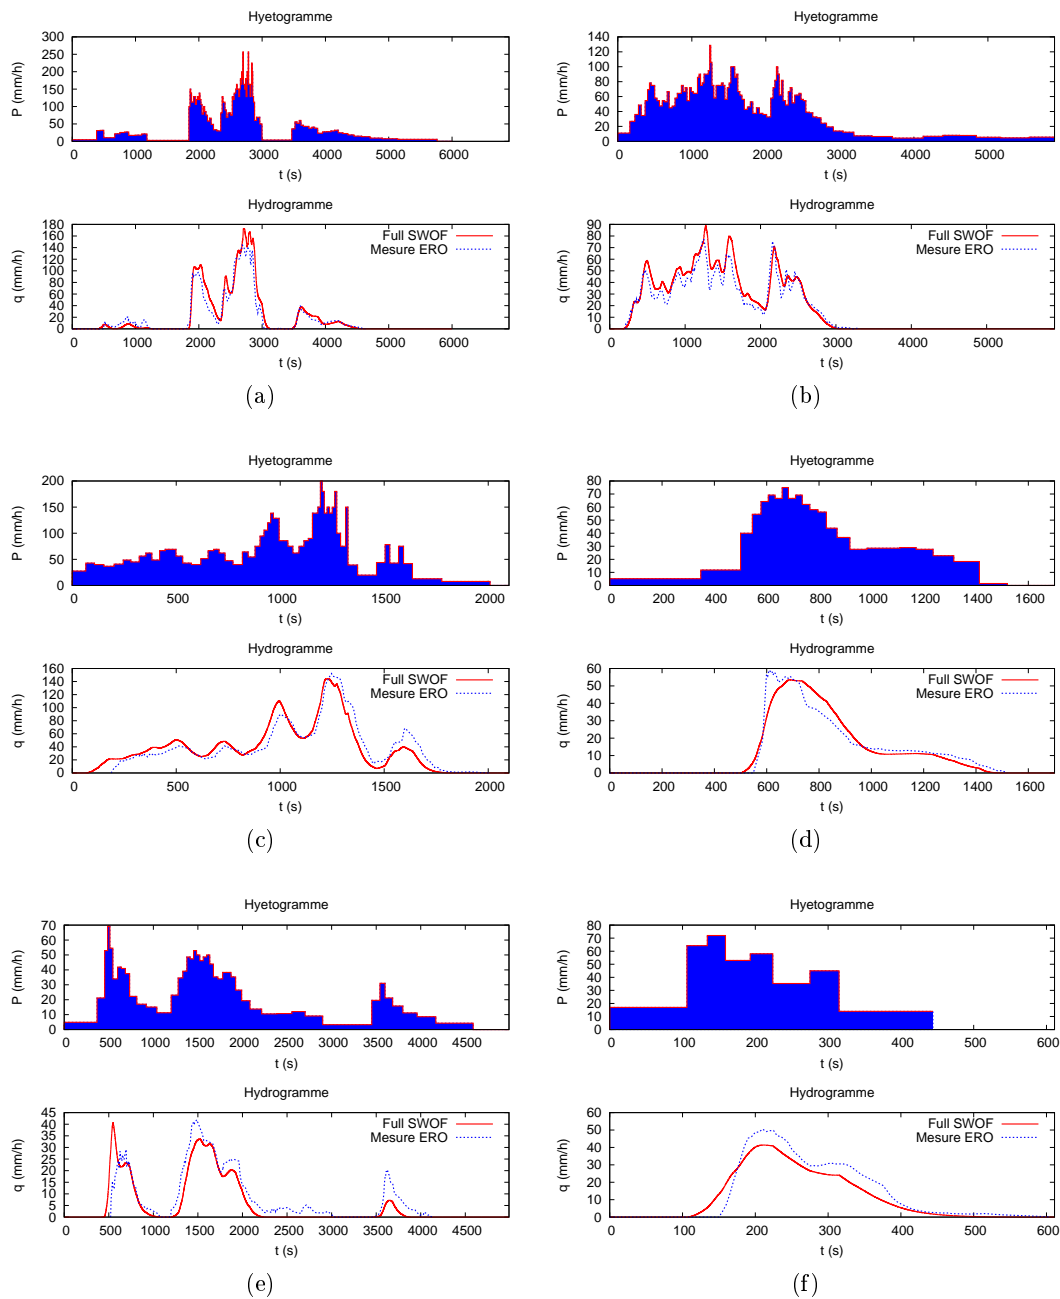 Hyetogramme
P (mm/h)
300
250
200
150
100
50
0
0 1000 2000 3000 4000 5000 6000
t (s)
Hydrogramme
q (mm/h)
180
160
140
120
100
80
60
40
20
0
Full SWOF
Mesure ERO
0 1000 2000 3000 4000 5000 6000
t (s)
(a)
Hyetogramme
P (mm/h)
140
120
100
80
60
40
20
0
0 1000 2000 3000 4000 5000
t (s)
Hydrogramme
q (mm/h)
90
80
70
60
50
40
30
20
10
0
Full SWOF
Mesure ERO
0 1000 2000 3000 4000 5000
t (s)
(b)
Hyetogramme
P (mm/h)
200
150
100
50
0
0 500 1000 1500 2000
t (s)
Hydrogramme
q (mm/h)
160
140
120
100
80
60
40
20
0
Full SWOF
Mesure ERO
0 500 1000 1500 2000
t (s)
(c)
Hyetogramme
P (mm/h)
80
70
60
50
40
30
20
10
0
0 200 400 600 800 1000 1200 1400 1600
t (s)
Hydrogramme
q (mm/h)
60
50
40
30
20
10
0
Full SWOF
Mesure ERO
0 200 400 600 800 1000 1200 1400 1600
t (s)
(d)
Hyetogramme
P (mm/h)
70
60
50
40
30
20
10
0
0 500 1000 1500 2000 2500 3000 3500 4000 4500
t (s)
Hydrogramme
q (mm/h)
45
40
35
30
25
20
15
10
5
0
Full SWOF
Mesure ERO
0 500 1000 1500 2000 2500 3000 3500 4000 4500
t (s)
(e)
Hyetogramme
P (mm/h)
80
70
60
50
40
30
20
10
0
0 100 200 300 400 500 600
t (s)
Hydrogramme
q (mm/h)
60
50
40
30
20
10
0
Full SWOF
Mesure ERO
0 100 200 300 400 500 600
t (s)
(f)